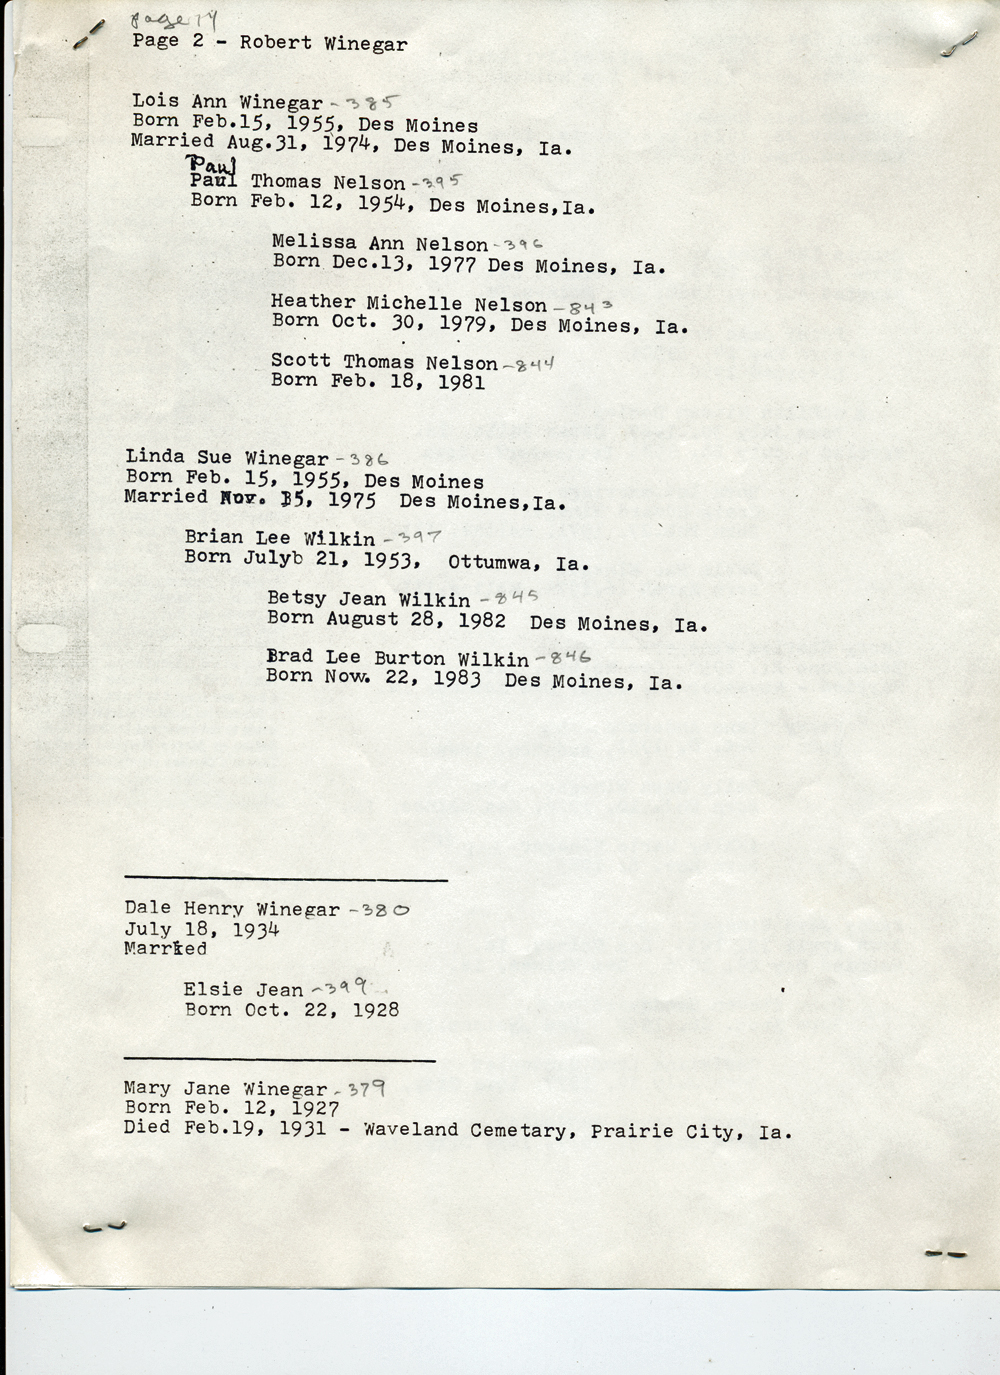 page 14
Page 2 - Robert Winegar
Lois Ann Winegar - 385
Born Feb.15, 1955, Des Moines
Married Aug.31, 1974, Des Moines, Ia.
Paul
Paul Thomas Nelson - 395
Born Feb. 12, 1954, Des Moines,Ia.
Melissa Ann Nelson - 396
Born Dec.13, 1977 Des Moines, Ia.
Heather Michelle Nelson - 843
Born Oct. 30, 1979, Des Moines, Ia.
Scott Thomas Nelson - 844
Born Feb. 18, 1981
Linda Sue Winegar - 386
Born Feb. 15, 1955, Des Moines
Married Nov. 15, 1975 Des Moines,Ia.
Brian Lee Wilkin - 397
Born Julyb 21, 1953, Ottumwa, Ia.
Betsy Jean Wilkin - 845
Born August 28, 1982 Des Moines, Ia.
Brad Lee Burton Wilkin - 846
Born Nov. 22, 1983 Des Moines, Ia.
Dale Henry Winegar - 380
July 18, 1934
Married
Elsie Jean - 399
Born Oct. 22, 1928
Mary Jane Winegar - 379
Born Feb. 12, 1927
Died Feb.19, 1931 - Waveland Cemetary, Prairie City, Ia.